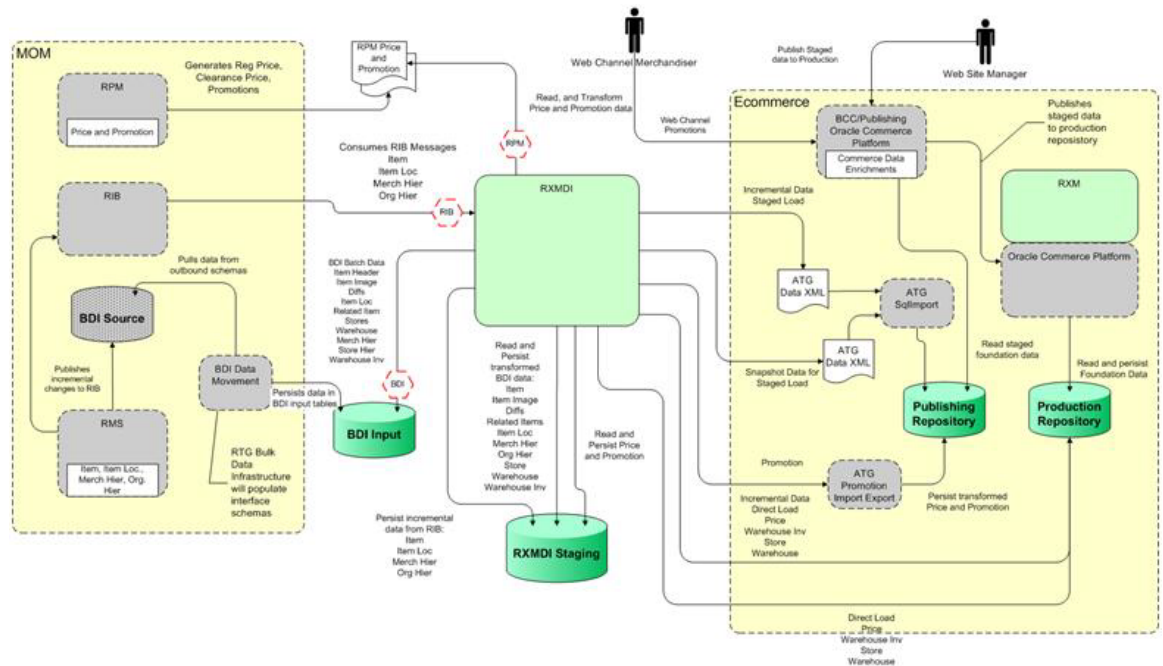 MOM
RPM
Price and Promotion
Generates Reg Price,
Clearance Price,
Promotions
RPM Price
and
Promotion
Web Channel Merchandiser
Publish Staged
data to Production
Web Site Manager
Read, and Transform
Price and Promotion data
Web Channel
Promotions
RPM
Ecommerce
BCC/Publishing
Oracle Commerce
Platform
Commerce Data
Enrichments
Publishes
staged data
to production
reposistory
Consumes RIB Messages
Item
Item Loc
Merch Hier
Org Hier
RIB
RIB
RXMDI
RXM
Oracle Commerce Platform
Incremental Data
Staged Load
ATG
Data XML
ATG
SqlImport
ATG
Data XML
Snapshot Data for
Staged Load
Read staged
foundation data
Read and perisist
Foundation Data
Publishing
Repository
Production
Repository
Pulls data from
outbound schemas
BDI Source
Publishes
incremental
changes to RIB
BDI Data
Movement
Persists data in
BDI input tables
RMS
Item, Item Loc.,
Merch Hier, Org.
Hier
RTG Bulk
Data
Infrastructure
will populate
interface
schemas
BDI Batch Data
Item Header
Item Image
Diffs
Item Loc
Related Item
Stores
Warehouse
Merch Hier
Store Hier
Warehouse Inv
BDI
BDI Input
Read and
Persist
transformed
BDI data:
Item
Item Image
Diffs
Related Items
Item Loc
Merch Hier
Org Hier
Store
Warehouse
Warehouse Inv
Read and
Persist Price
and Promotion
Persist incremental
data from RIB:
Item
Item Loc
Merch Hier
Org Hier
RXMDI Staging
Promotion
ATG
Promotion
Import Export
Persist transformed
Price and Promotion
Incremental Data
Direct Load
Price
Warehouse Inv
Store
Warehouse
Direct Load
Price
Warehouse Inv
Store
Warehouse